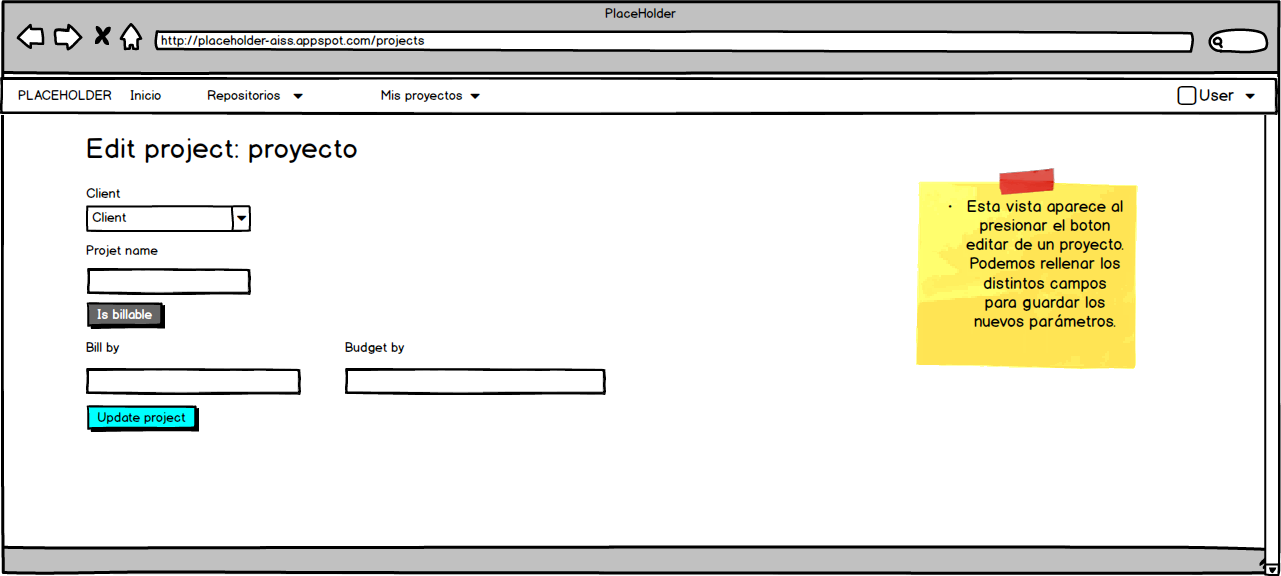 PlaceHolder
http://placeholder-aiss.appspot.com/projects
PLACEHOLDER Inicio Repositorios Mis proyectos User
Edit project: proyecto
Client
Client
Projet name
Is billable
Bill by Budget by
Update project
· Esta vista aparece al
presionar el boton
editar de un proyecto.
Podemos rellenar los
distintos campos
para guardar los
nuevos parámetros.